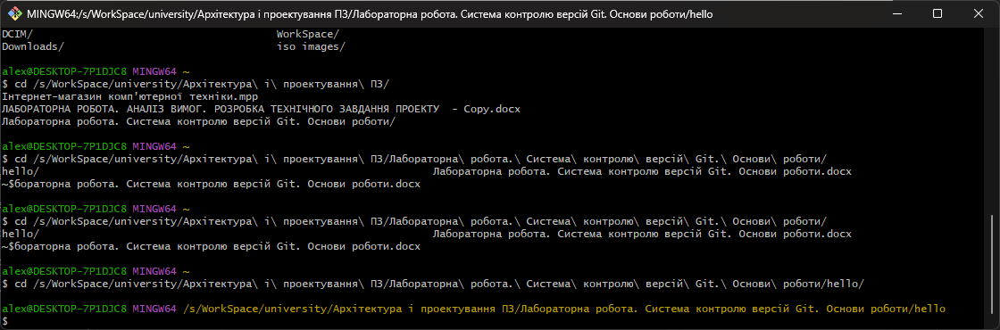 MINGW64:/s/WorkSpace/university/Архітектура і проектування ПЗ/Лабораторна робота. Система контролю версій Git. Основи роботи/hello
DCIM/ WorkSpace/
Downloads/ iso images/
alex@DESKTOP-7P1DJC8 MINGW64 ~
$ cd /s/WorkSpace/university/Архітектура\ і\ проектування\ ПЗ/
Інтернет-магазин комп’ютерної техніки.mpp
ЛАБОРАТОРНА РОБОТА. АНАЛІЗ ВИМОГ. РОЗРОБКА ТЕХНІЧНОГО ЗАВДАННЯ ПРОЕКТУ  - Copy.docx
Лабораторна робота. Система контролю версій Git. Основи роботи/
alex@DESKTOP-7P1DJC8 MINGW64 ~
$ cd /s/WorkSpace/university/Архітектура\ і\ проектування\ ПЗ/Лабораторна\ робота.\ Система\ контролю\ версій\ Git.\ Основи\ роботи/
hello/ Лабораторна робота. Система контролю версій Git. Основи роботи.docx
~$бораторна робота. Система контролю версій Git. Основи роботи.docx
alex@DESKTOP-7P1DJC8 MINGW64 ~
$ cd /s/WorkSpace/university/Архітектура\ і\ проектування\ ПЗ/Лабораторна\ робота.\ Система\ контролю\ версій\ Git.\ Основи\ роботи/
hello/ Лабораторна робота. Система контролю версій Git. Основи роботи.docx
~$бораторна робота. Система контролю версій Git. Основи роботи.docx
alex@DESKTOP-7P1DJC8 MINGW64 ~
$ cd /s/WorkSpace/university/Архітектура\ і\ проектування\ ПЗ/Лабораторна\ робота.\ Система\ контролю\ версій\ Git.\ Основи\ роботи/hello/
alex@DESKTOP-7P1DJC8 MINGW64 /s/WorkSpace/university/Архітектура і проектування ПЗ/Лабораторна робота. Система контролю версій Git. Основи роботи/hello
$